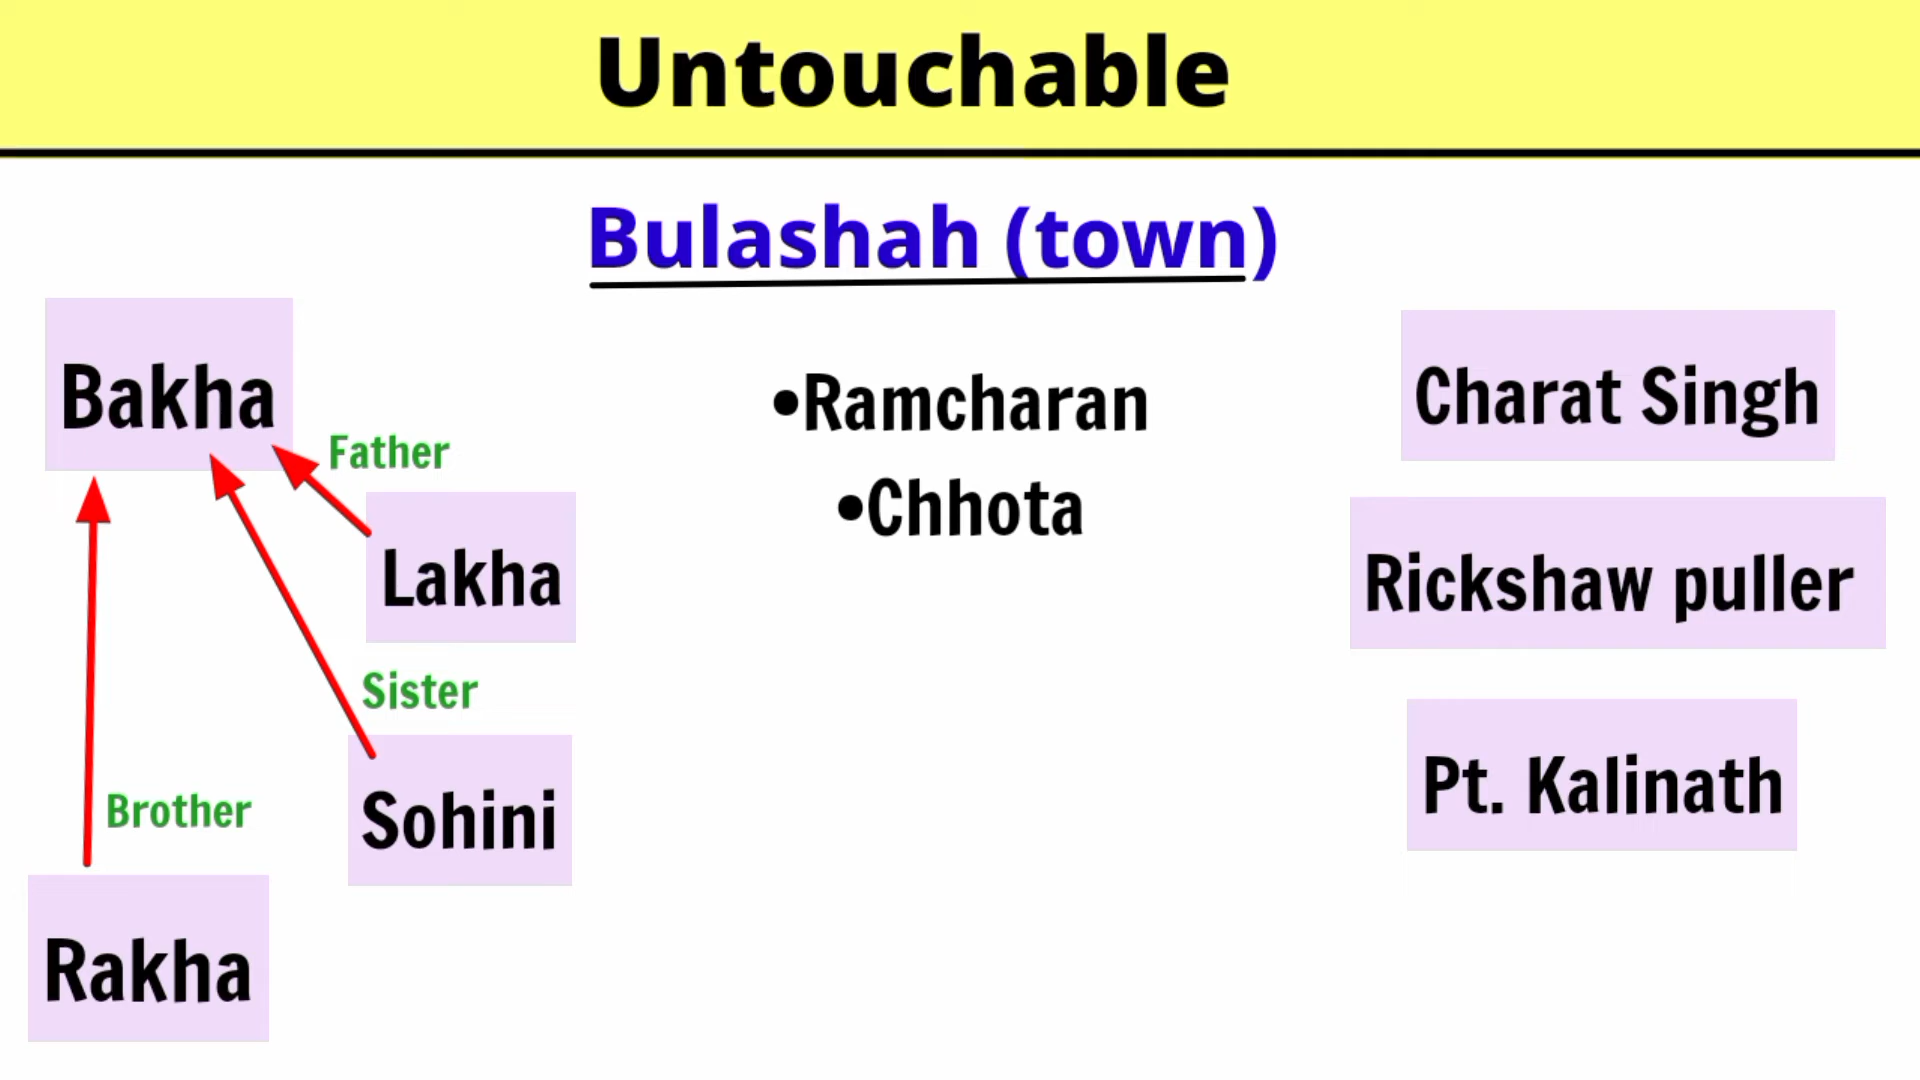 Untouchable
Bulashah (town)
Bakha
Father
Lakha
Sister
Sohini
Brother
Rakha
•Ramcharan
•Chhota
Charat Singh
Rickshaw puller
Pt. Kalinath